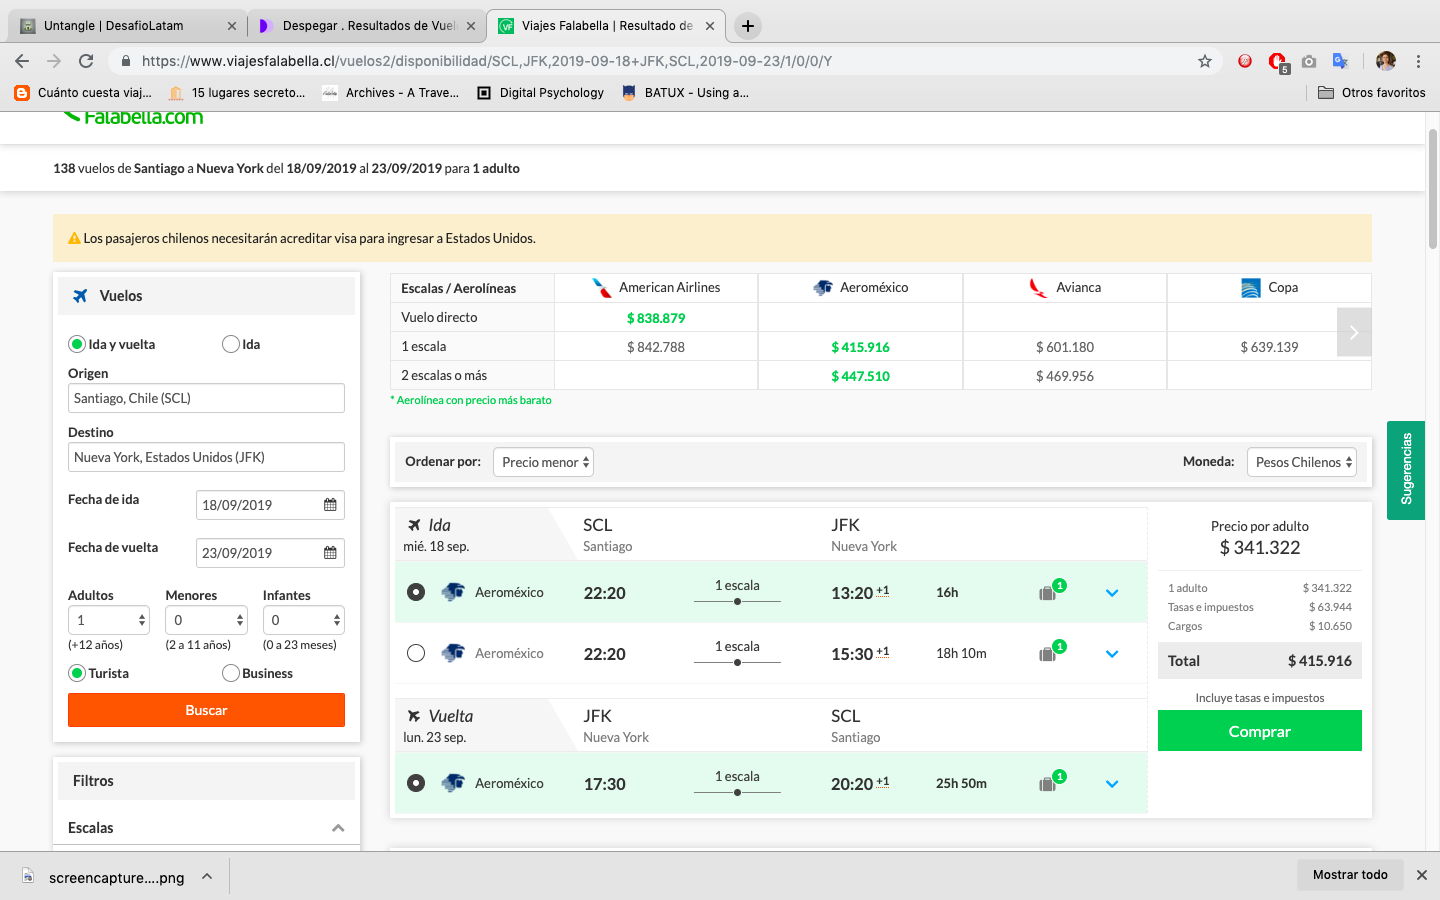 Untangle | DesafioLatam
Despegar . Resultados de Vuel
Viajes Falabella | Resultado de
https://www.viajesfalabella.cl/vuelos2/disponibilidad/SCL,JFK,2019-09-18+JFK,SCL,2019-09-23/1/0/0/Y
5
Cuánto cuesta viaj...
15 lugares secreto...
Archives - A Trave...
Digital Psychology
BATUX - Using a...
Otros favoritos
Falabella.com
138 vuelos de Santiago a Nueva York del 18/09/2019 al 23/09/2019 para 1 adulto
Los pasajeros chilenos necesitarán acreditar visa para ingresar a Estados Unidos.
Vuelos
Ida y vuelta
Ida
Origen
Santiago, Chile (SCL)
Destino
Nueva York, Estados Unidos (JFK)
Fecha de ida
18/09/2019
Fecha de vuelta
23/09/2019
Adultos Menores Infantes
1 0 0
(+12 años) (2 a 11 años) (0 a 23 meses)
Turista
Business
Buscar
Filtros
Escalas
Escalas / Aerolíneas American Airlines Aeroméxico Avianca Copa
Vuelo directo $ 838.879
1 escala $ 842.788 $ 415.916 $ 601.180 $ 639.139
2 escalas o más $ 447.510 $ 469.956
* Aerolínea con precio más barato
Ordenar por: Precio menor
Moneda: Pesos Chilenos
Ida SCL JFK
mié. 18 sep. Santiago Nueva York
Aeroméxico 22:20 1 escala 13:20 +1 16h 1
Aeroméxico 22:20 1 escala 15:30 +1 18h 10m 1
Vuelta JFK SCL
lun. 23 sep. Nueva York Santiago
Aeroméxico 17:30 1 escala 20:20 +1 25h 50m 1
Precio por adulto
$ 341.322
1 adulto $ 341.322
Tasas e impuestos $ 63.944
Cargos $ 10.650
Total $ 415.916
Incluye tasas e impuestos
Comprar
Sugerencias
screencapture....png
Mostrar todo